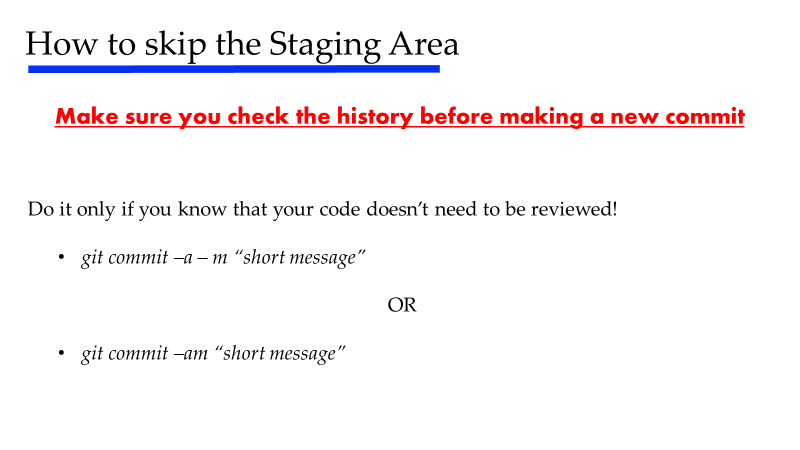 How to skip the Staging Area
Make sure you check the history before making a new commit
Do it only if you know that your code doesn’t need to be reviewed!
• git commit –a – m “short message”
OR
• git commit –am “short message”